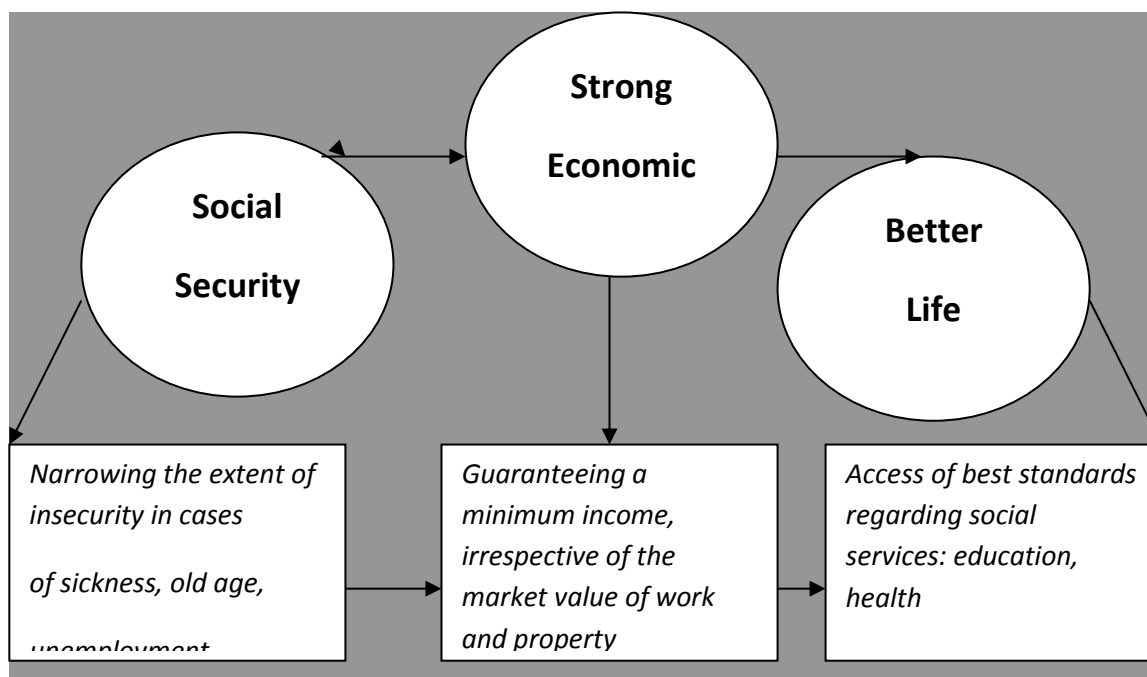 Strong
Economic
Social
Security
Better
Life
Narrowing the extent of
insecurity in cases
of sickness, old age,
unemployment
Guaranteeing a
minimum income,
irrespective of the
market value of work
and property
Access of best standards
regarding social
services: education,
health